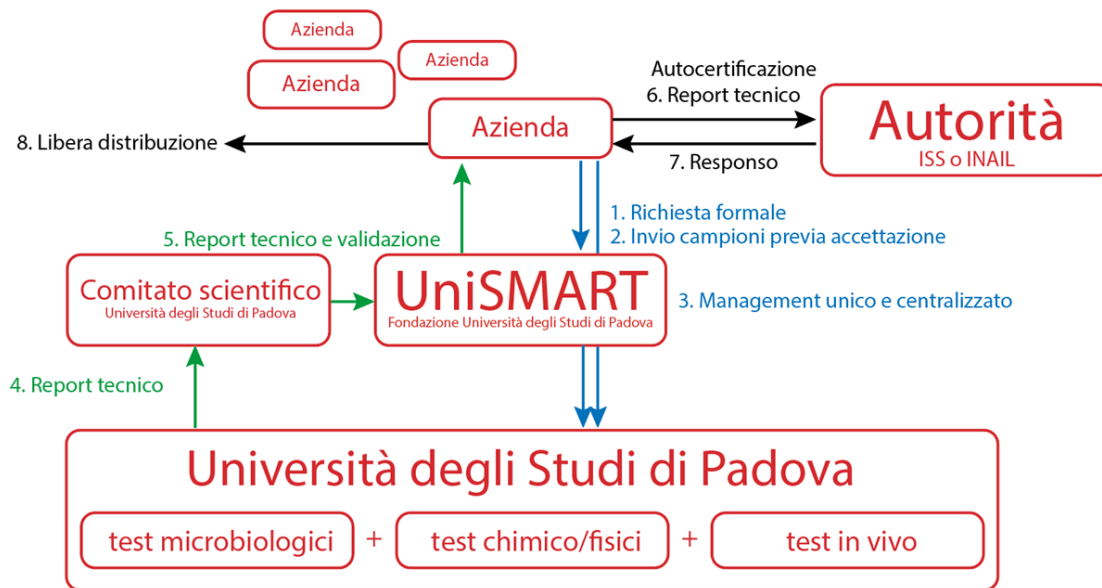 Azienda
Azienda
Azienda
Autocertificazione
6. Report tecnico
Autorità
ISS o INAIL
Azienda
8. Libera distribuzione
7. Responso
1. Richiesta formale
2. Invio campioni previa accettazione
5. Report tecnico e validazione
Comitato scientifico
Università degli Studi di Padova
UniSMART
Fondazione Università degli Studi di Padova
3. Management unico e centralizzato
4. Report tecnico
Università degli Studi di Padova
test microbiologici + test chimico/fisici + test in vivo